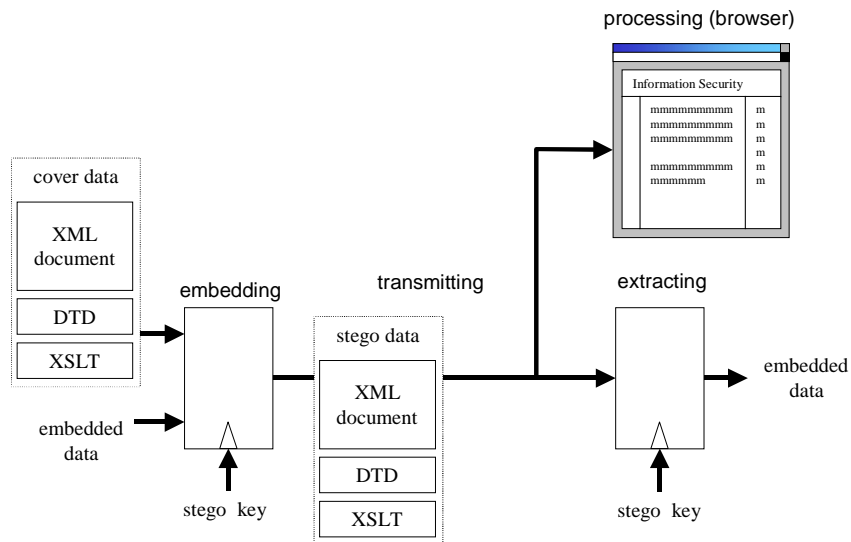 processing (browser)
Information Security
mmmmmmmmm m
mmmmmmmmm m
mmmmmmmmm m
m
mmmmmmmmm m
mmmmmm m
cover data
XML
document
DTD
XSLT
embedding
transmitting
extracting
stego data
XML
document
DTD
XSLT
embedded
data
embedded
data
stego key
stego key